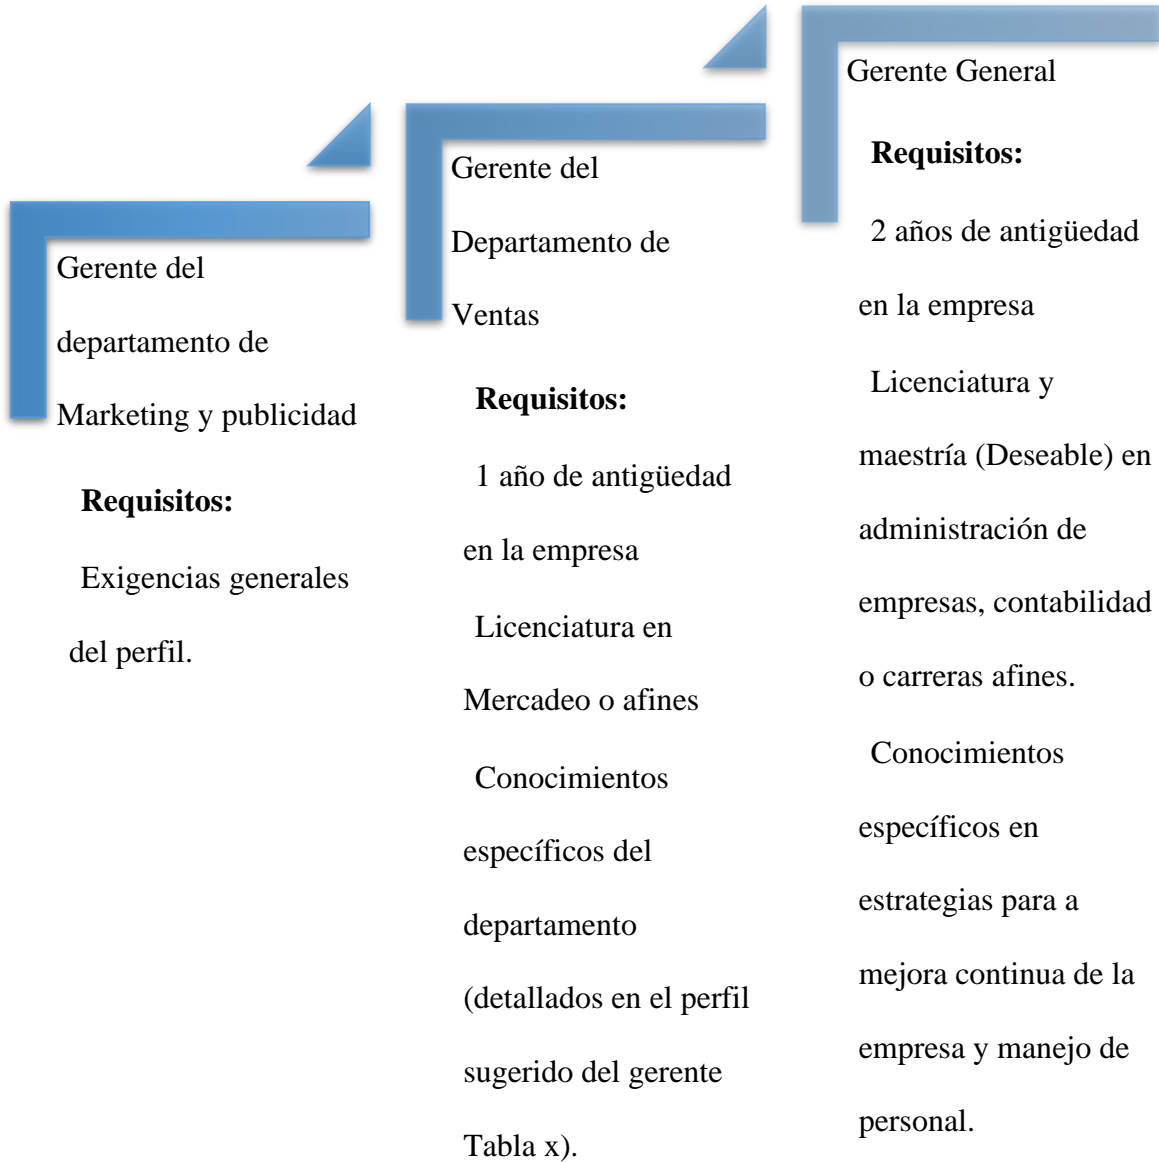 Gerente del
departamento de
Marketing y publicidad
Requisitos:
Exigencias generales
del perfil.
Gerente del
Departamento de
Ventas
Requisitos:
1 año de antigüedad
en la empresa
Licenciatura en
Mercadeo o afines
Conocimientos
específicos del
departamento
(detallados en el perfil
sugerido del gerente
Tabla x).
Gerente General
Requisitos:
2 años de antigüedad
en la empresa
Licenciatura y
maestría (Deseable) en
administración de
empresas, contabilidad
o carreras afines.
Conocimientos
específicos en
estrategias para a
mejora continua de la
empresa y manejo de
personal.